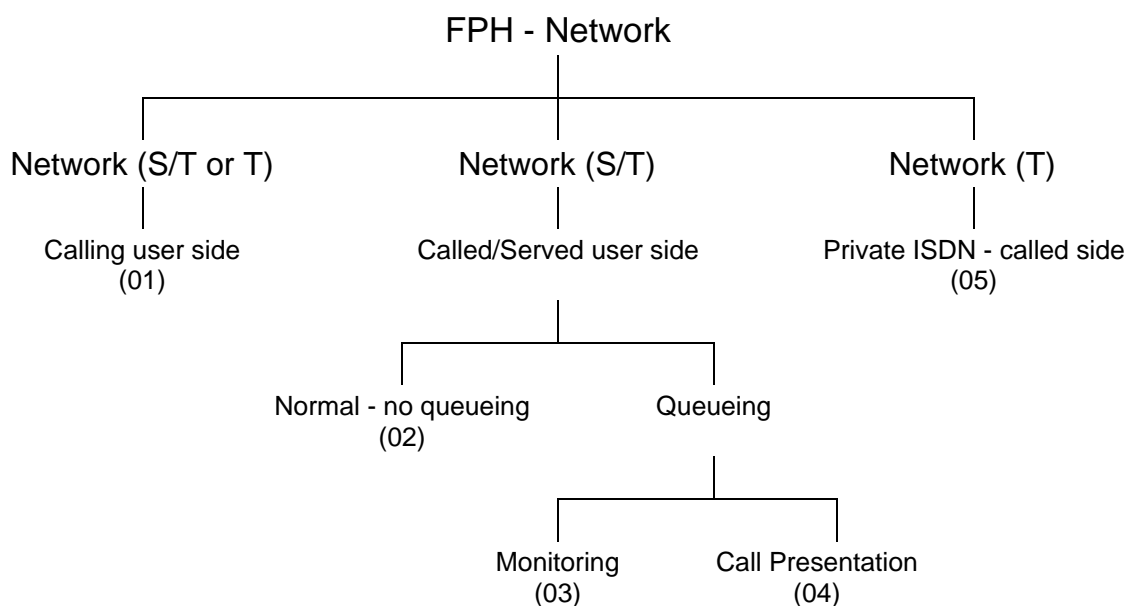 FPH - Network
Network (S/T or T)
Network (S/T)
Network (T)
Calling user side
(01)
Called/Served user side
Private ISDN - called side
(05)
Normal - no queueing
(02)
Queueing
Monitoring
(03)
Call Presentation
(04)